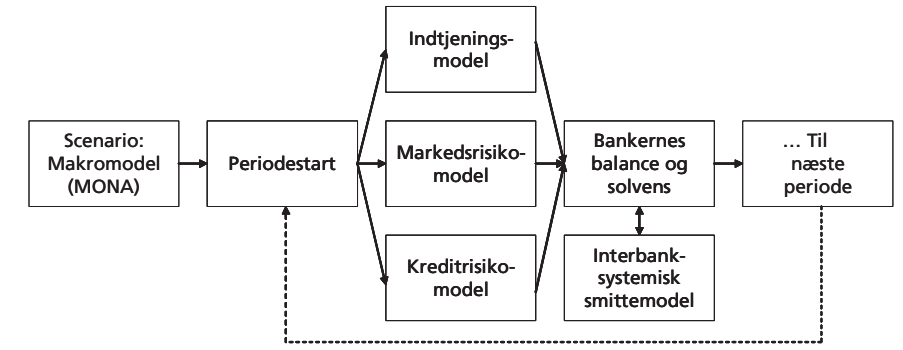 Scenario:
Makromodel
(MONA)
Periodestart
Indtjenings-
model
Markedsrisiko-
model
Kreditrisiko-
model
Bankernes
balance og
solvens
Interbank-
systemisk
smittemodel
... Til
næste
periode